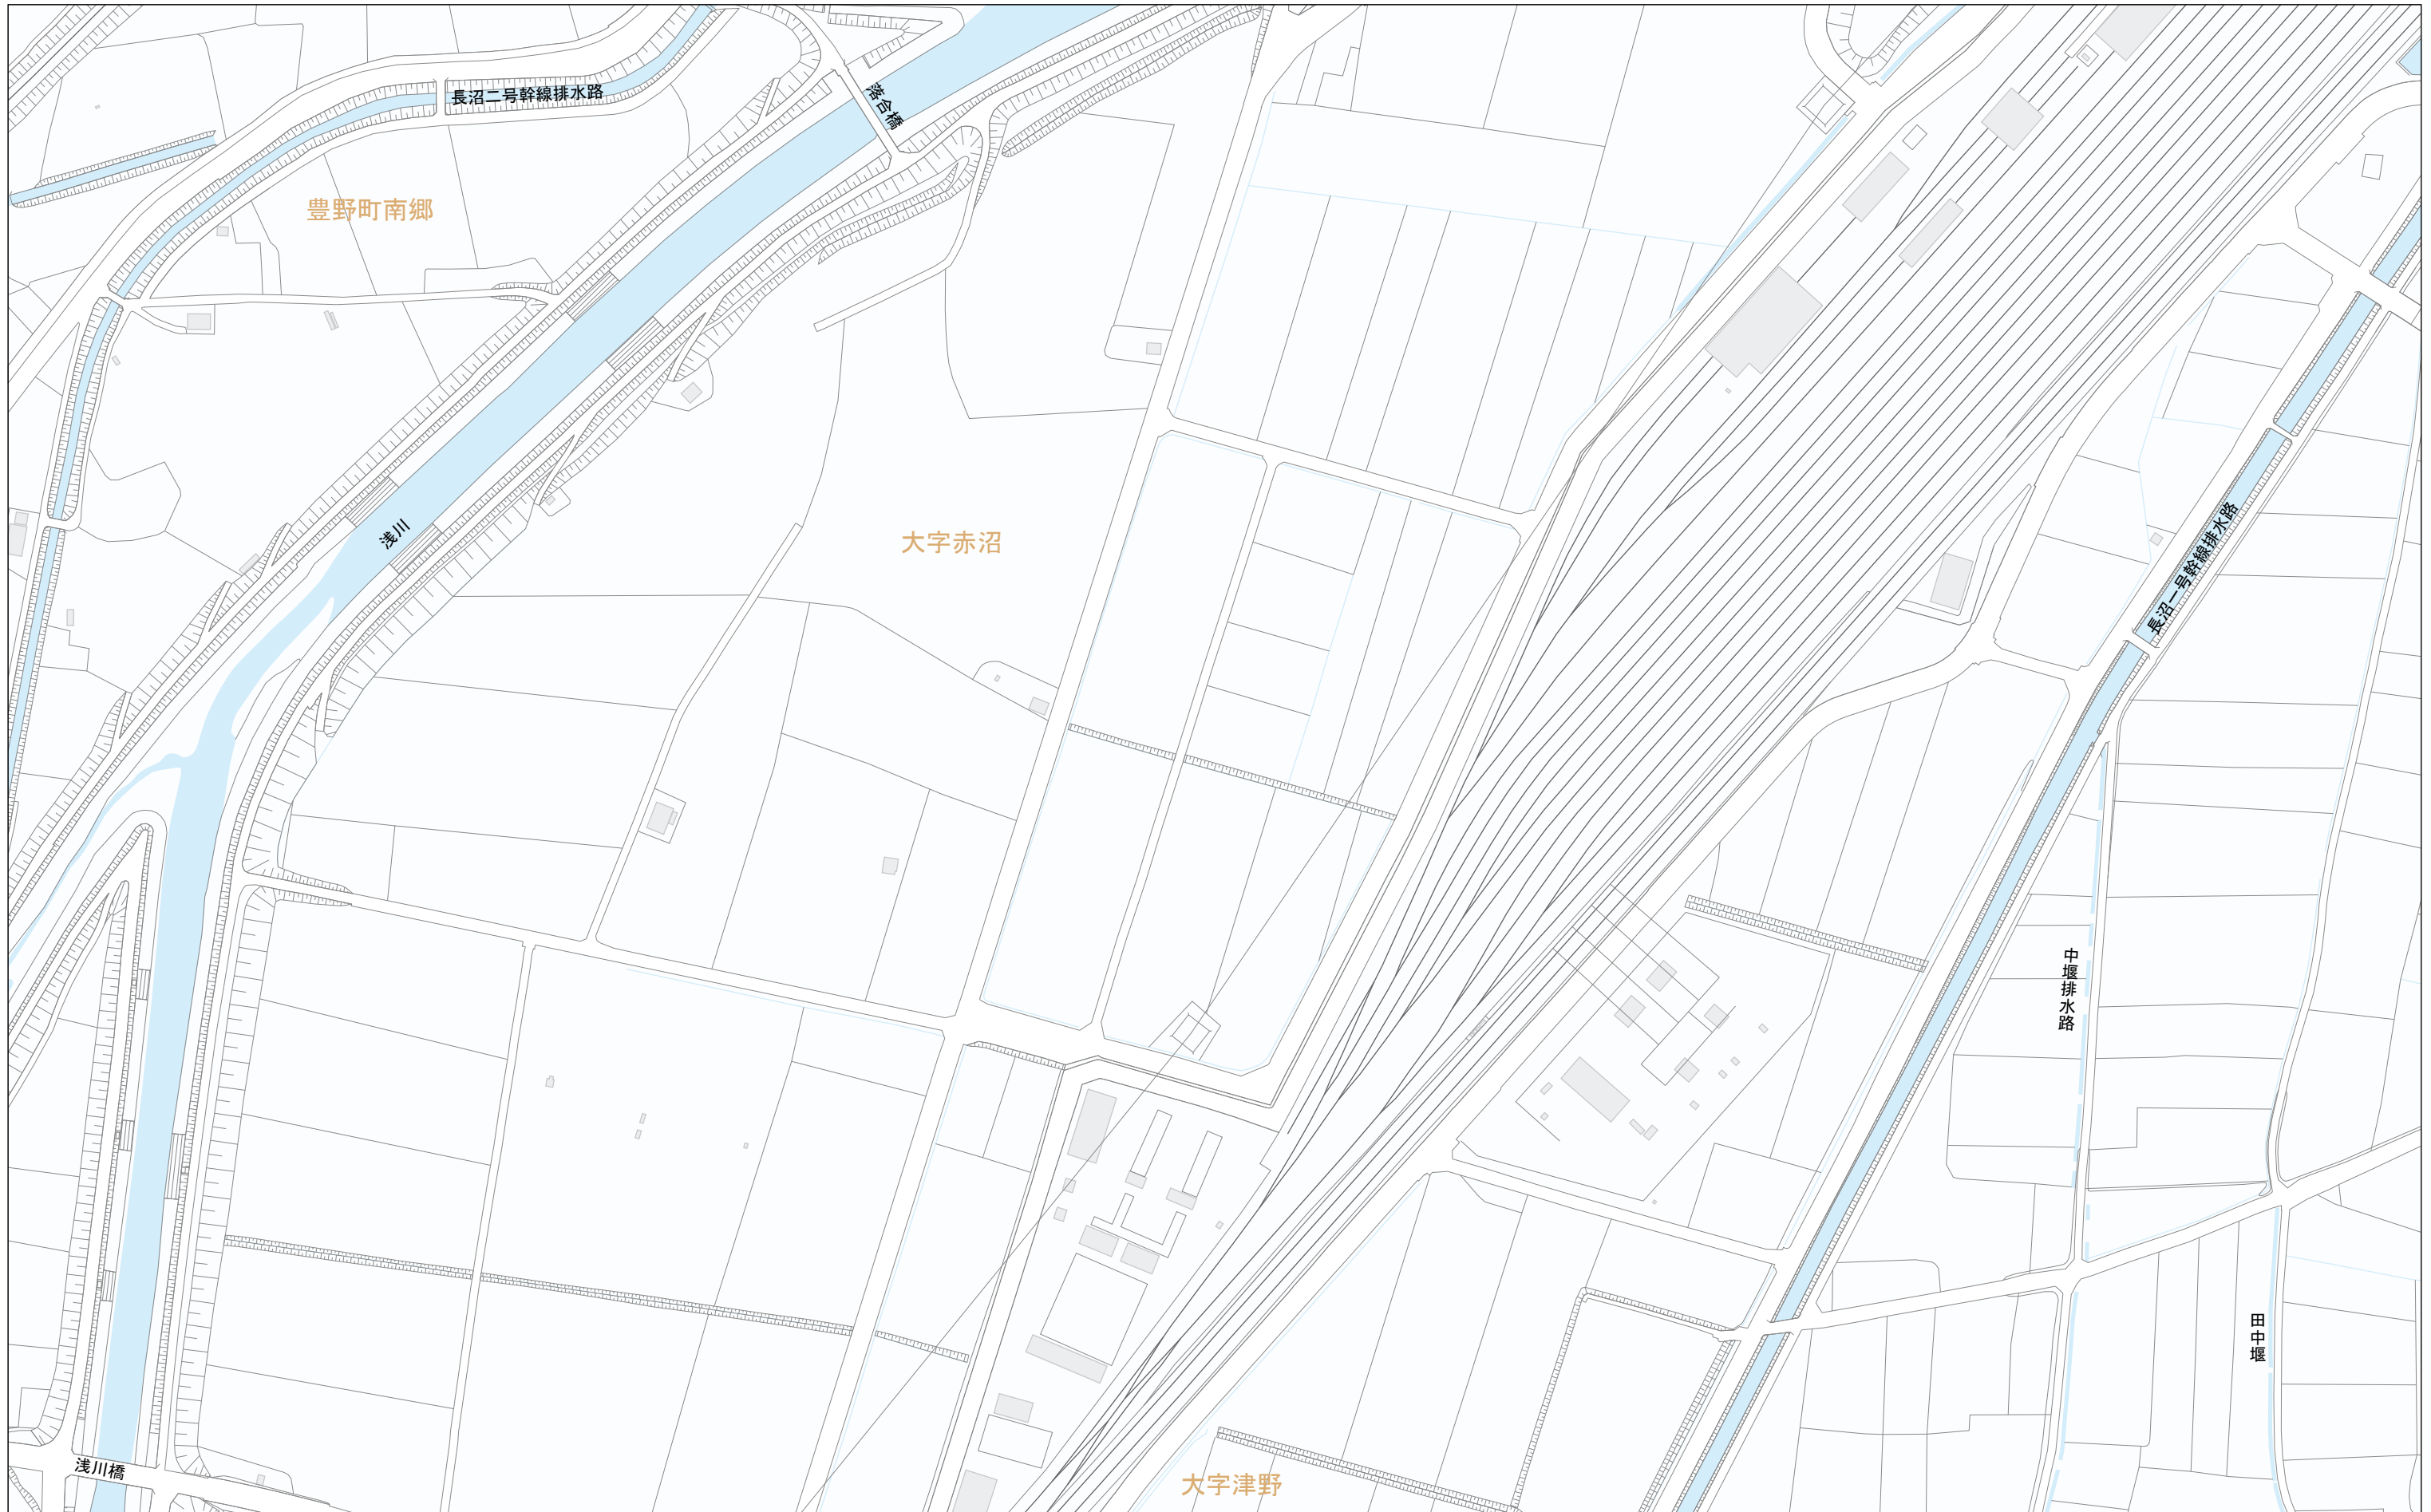 長沼二号幹線排水路
落合橋
豊野町南郷
浅川
大字赤沼
長沼一号幹線排水路
中堰排水路
田中堰
浅川橋
大字津野